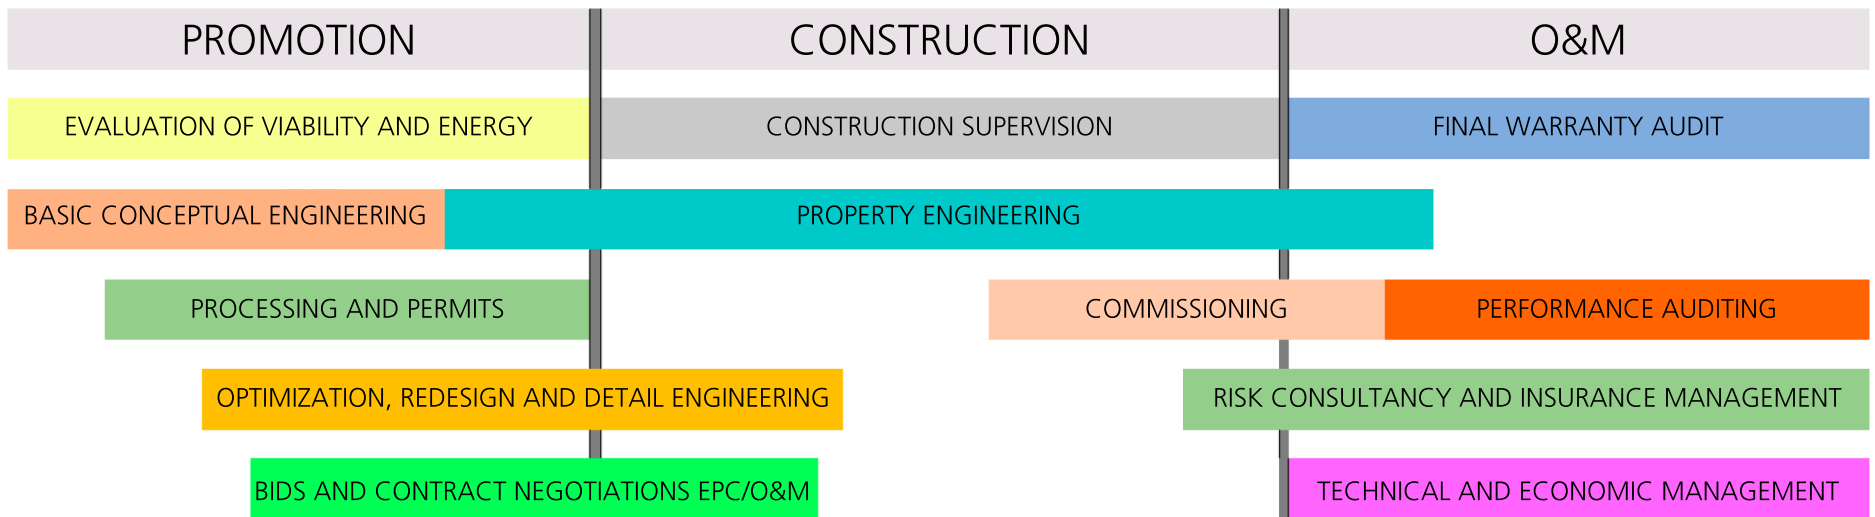 PROMOTION CONSTRUCTION O&M
EVALUATION OF VIABILITY AND ENERGY CONSTRUCTION SUPERVISION FINAL WARRANTY AUDIT
BASIC CONCEPTUAL ENGINEERING PROPERTY ENGINEERING
PROCESSING AND PERMITS COMMISSIONING PERFORMANCE AUDITING
OPTIMIZATION, REDESIGN AND DETAIL ENGINEERING RISK CONSULTANCY AND INSURANCE MANAGEMENT
BIDS AND CONTRACT NEGOTIATIONS EPC/O&M TECHNICAL AND ECONOMIC MANAGEMENT